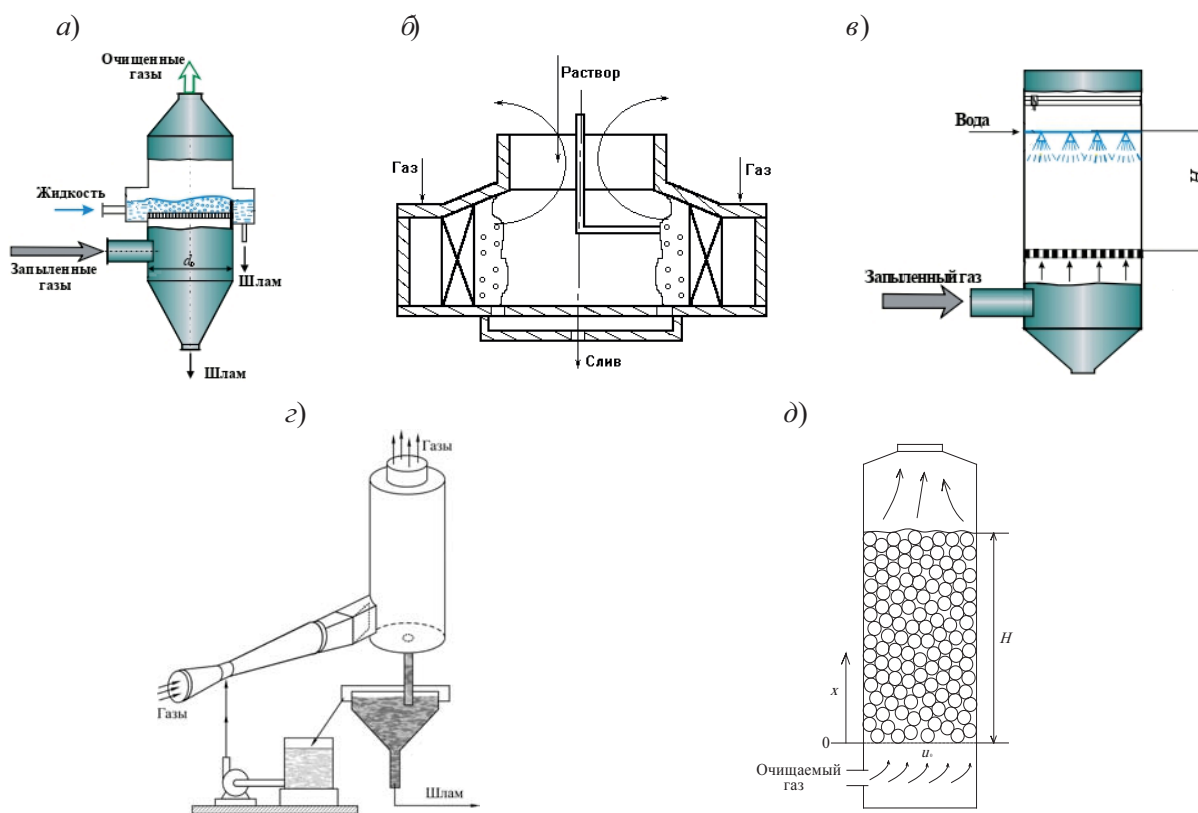 а)
Очищенные
газы
Жидкость
Запыленные
газы
d₀
Шлам
Шлам
б)
Раствор
Газ
Газ
Слив
в)
Вода
H
Запыленный газ
г)
Газы
Газы
Шлам
д)
H
x
0
u
Очищаемый
газ